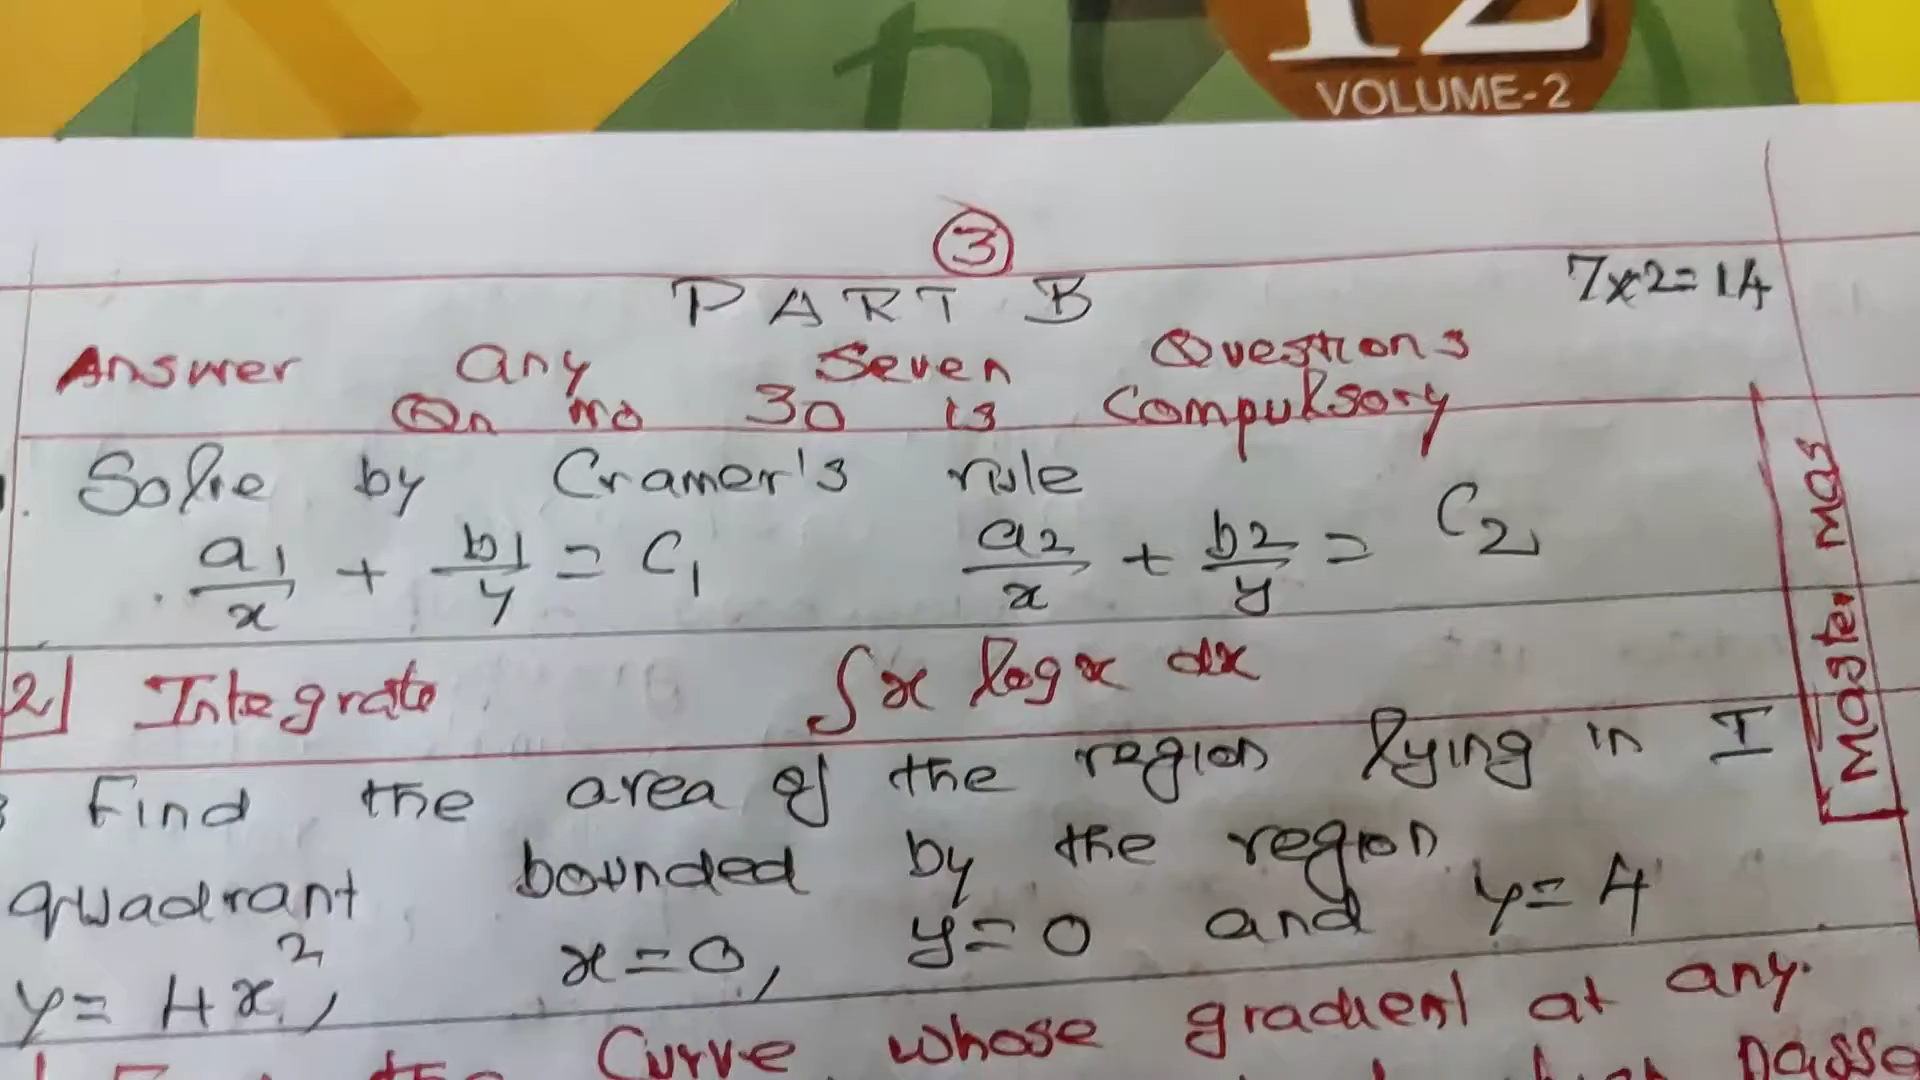 12
VOLUME-2
3
PART B
7x2=14
Answer any Seven Questions
Qn no 30 is Compulsory
Solve by Cramer's rule
a1/x + b1/y = C1 a2/x + b2/y = C2
2] Integrate ∫x logx dx
Find the area of the region lying in I
quadrant bounded by the region
y=4x², x=0, y=0 and y=4
Curve whose gradient at any
Master mas